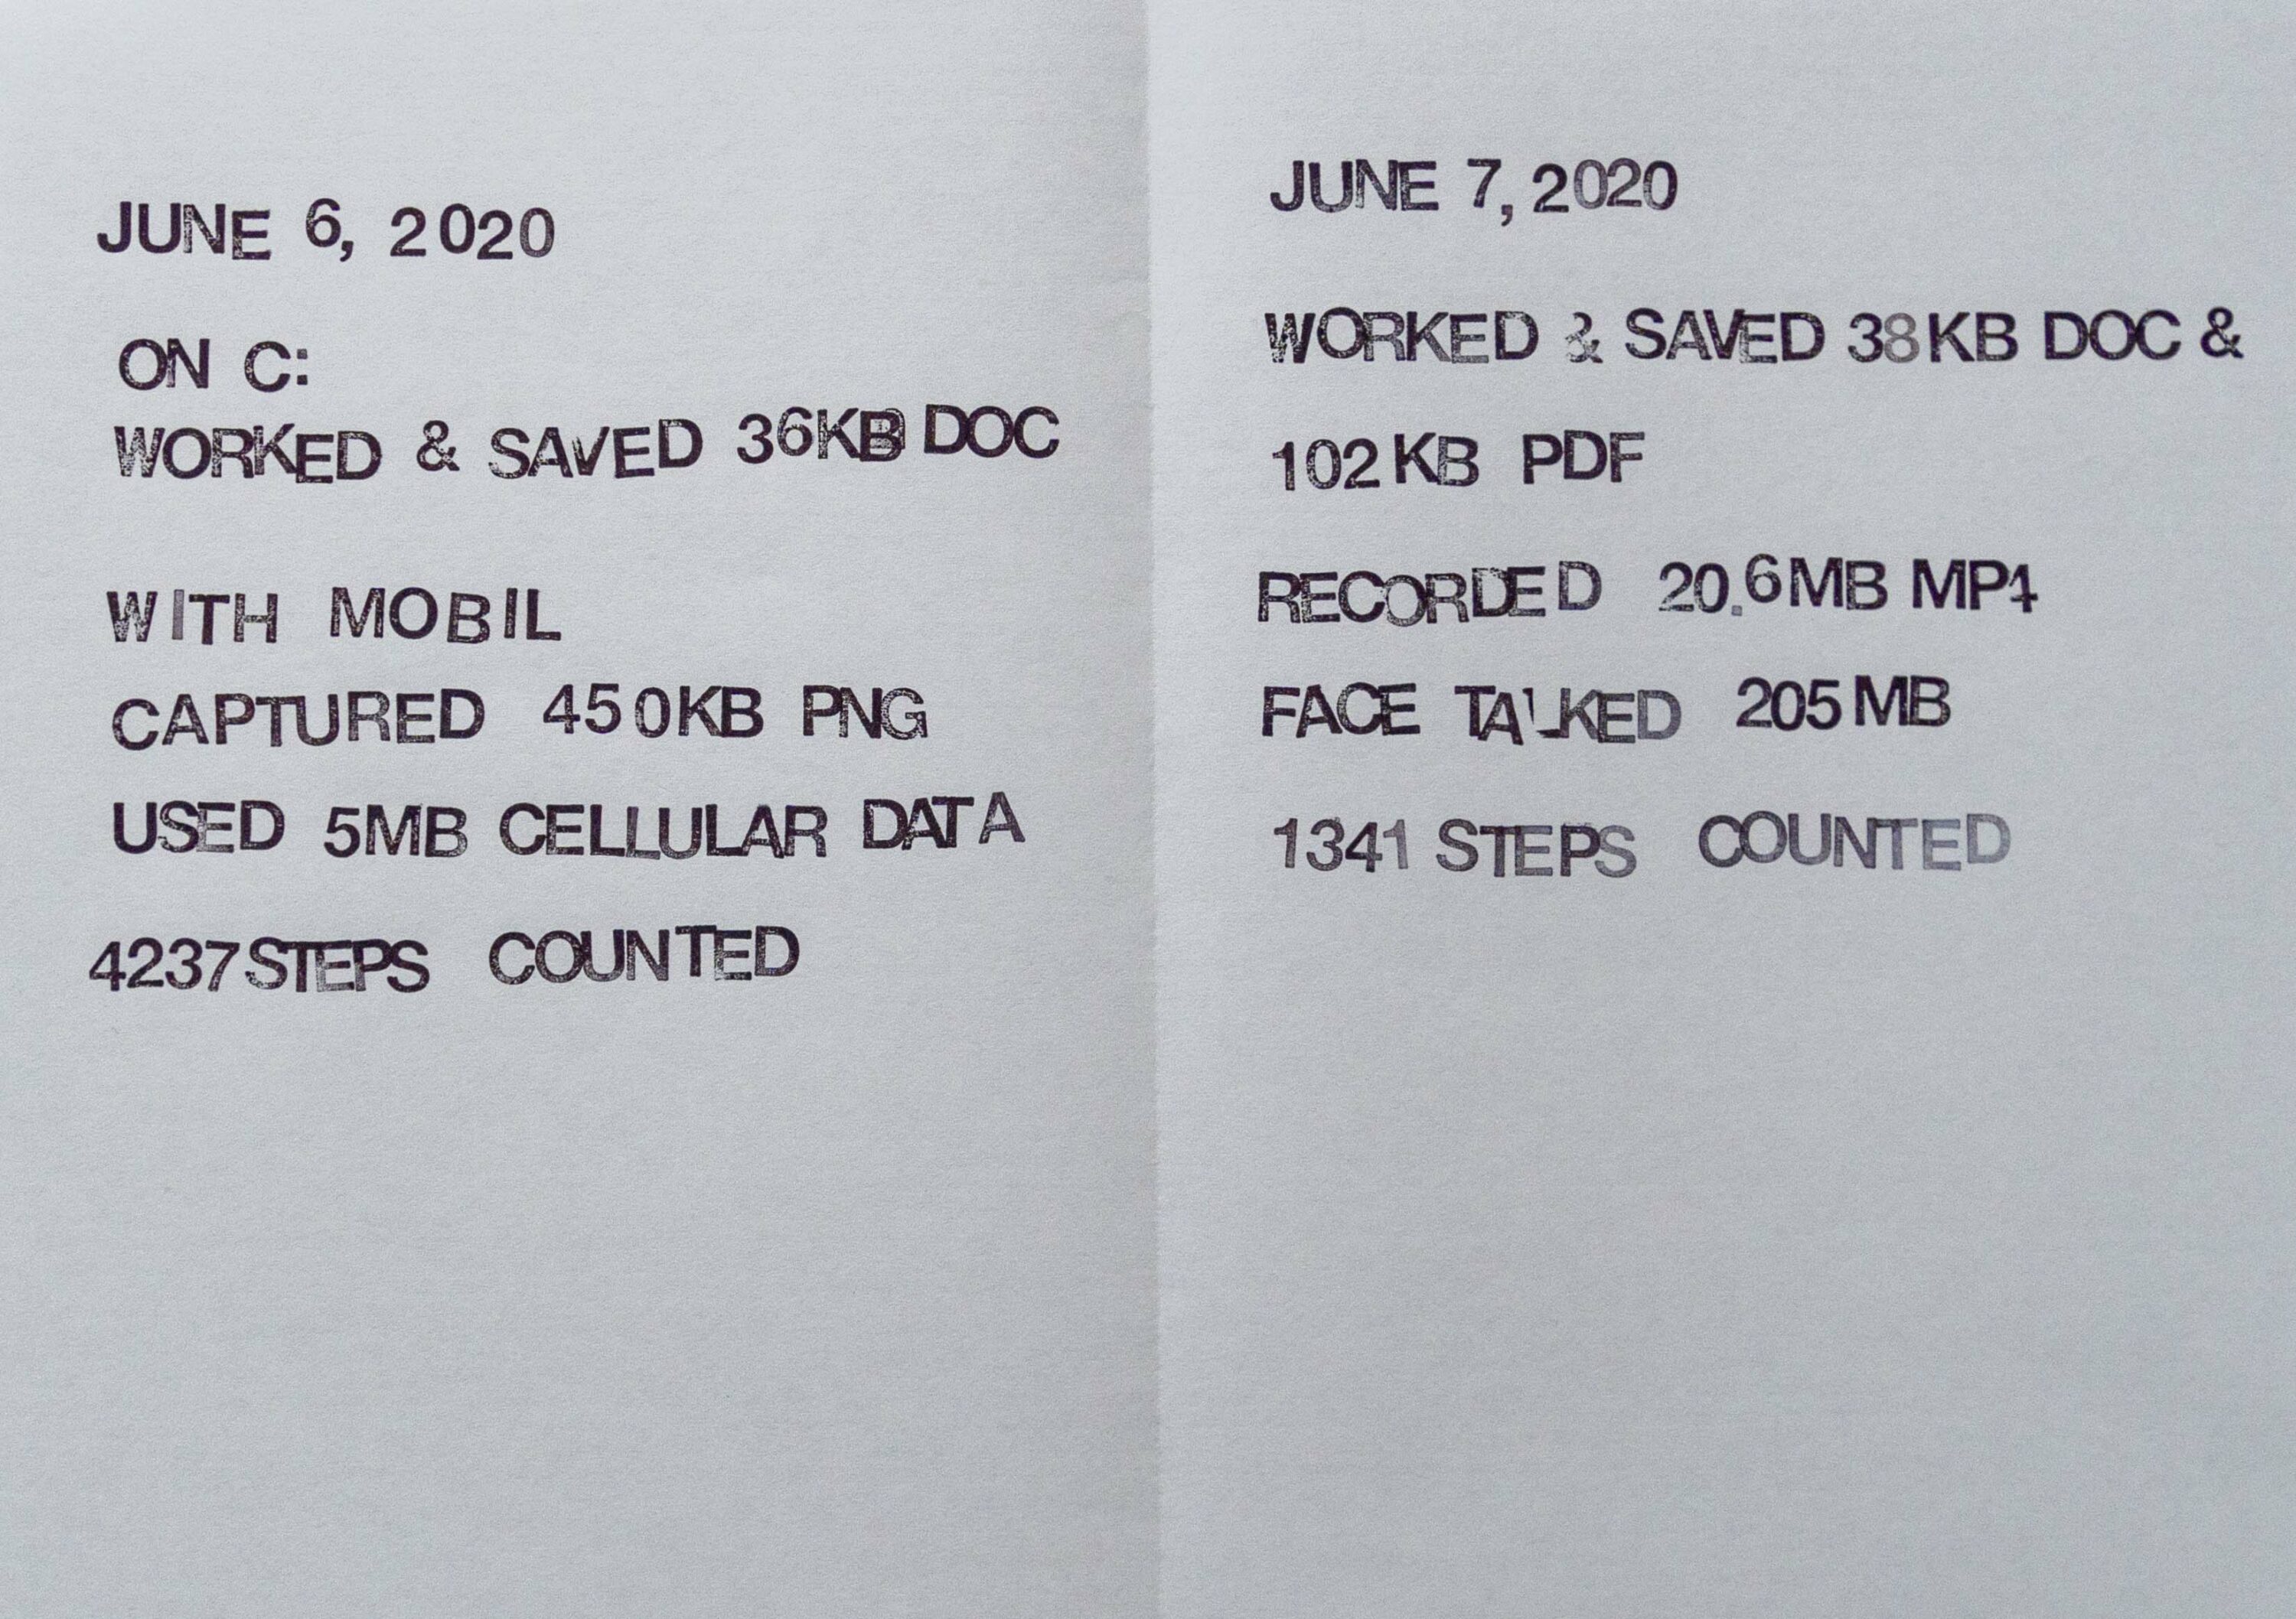 JUNE 6, 2020
ON C:
WORKED & SAVED 36KB DOC
WITH MOBIL
CAPTURED 450KB PNG
USED 5MB CELLULAR DATA
4237 STEPS COUNTED
JUNE 7, 2020
WORKED & SAVED 38KB DOC &
102KB PDF
RECORDED 20.6MB MP4
FACE TALKED 205MB
1341 STEPS COUNTED